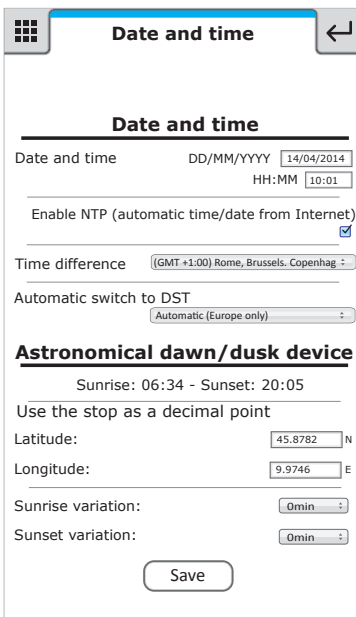 Date and time
Date and time
Date and time DD/MM/YYYY 14/04/2014
HH:MM 10:01
Enable NTP (automatic time/date from Internet)
Time difference (GMT +1:00) Rome, Brussels. Copenhag
Automatic switch to DST
Automatic (Europe only)
Astronomical dawn/dusk device
Sunrise: 06:34 - Sunset: 20:05
Use the stop as a decimal point
Latitude: 45.8782 N
Longitude: 9.9746 E
Sunrise variation: 0min
Sunset variation: 0min
Save